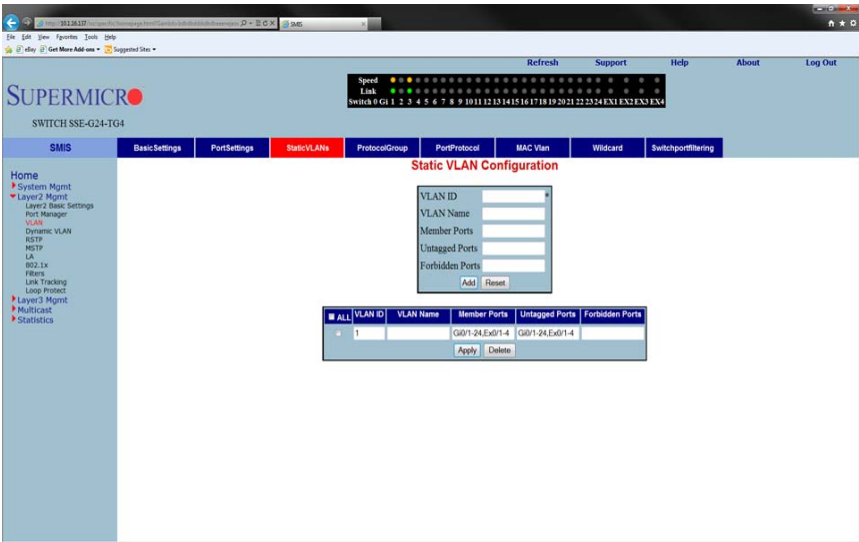 SMIS
File Edit View Favorites Tools Help
eBay Get More Add-ons Suggested Sites
Refresh Support Help About Log Out
SUPERMICRO
SWITCH SSE-G24-TG4
Speed
Link
Switch 0 Gi 1 2 3 4 5 6 7 8 9 10 11 12 13 14 15 16 17 18 19 20 21 22 23 24 EX1 EX2 EX3 EX4
SMIS BasicSettings PortSettings StaticVLANs ProtocolGroup PortProtocol MAC Vlan Wildcard Switchportfiltering
Static VLAN Configuration
Home
System Mgmt
Layer2 Mgmt
Layer2 Basic Settings
Port Manager
VLAN
Dynamic VLAN
RSTP
MSTP
LA
802.1x
Filters
Link Tracking
Loop Protect
Layer3 Mgmt
Multicast
Statistics
VLAN ID *
VLAN Name
Member Ports
Untagged Ports
Forbidden Ports
Add Reset
ALL VLAN ID VLAN Name Member Ports Untagged Ports Forbidden Ports
1 Gi0/1-24,Ex0/1-4 Gi0/1-24,Ex0/1-4
Apply Delete